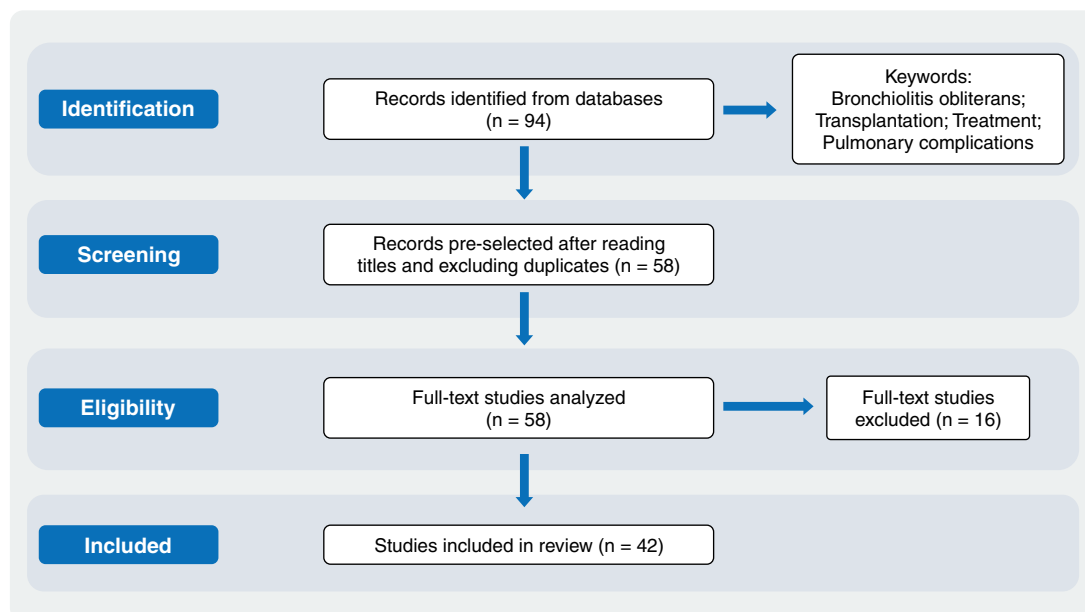 Identification
Records identified from databases
(n = 94)
Keywords:
Bronchiolitis obliterans;
Transplantation; Treatment;
Pulmonary complications
Screening
Records pre-selected after reading
titles and excluding duplicates (n = 58)
Eligibility
Full-text studies analyzed
(n = 58)
Full-text studies
excluded (n = 16)
Included
Studies included in review (n = 42)